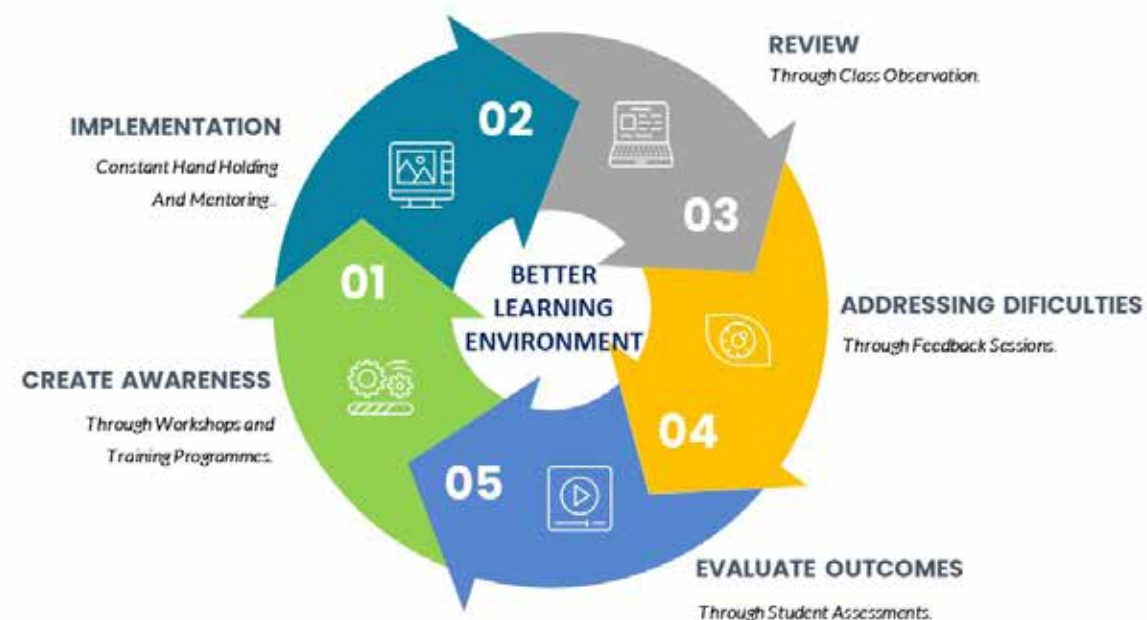 01
CREATE AWARENESS
Through Workshops and
Training Programmes.
02
IMPLEMENTATION
Constant Hand Holding
And Mentoring..
03
REVIEW
Through Class Observation.
04
ADDRESSING DIFICULTIES
Through Feedback Sessions.
05
EVALUATE OUTCOMES
Through Student Assessments.
BETTER
LEARNING
ENVIRONMENT